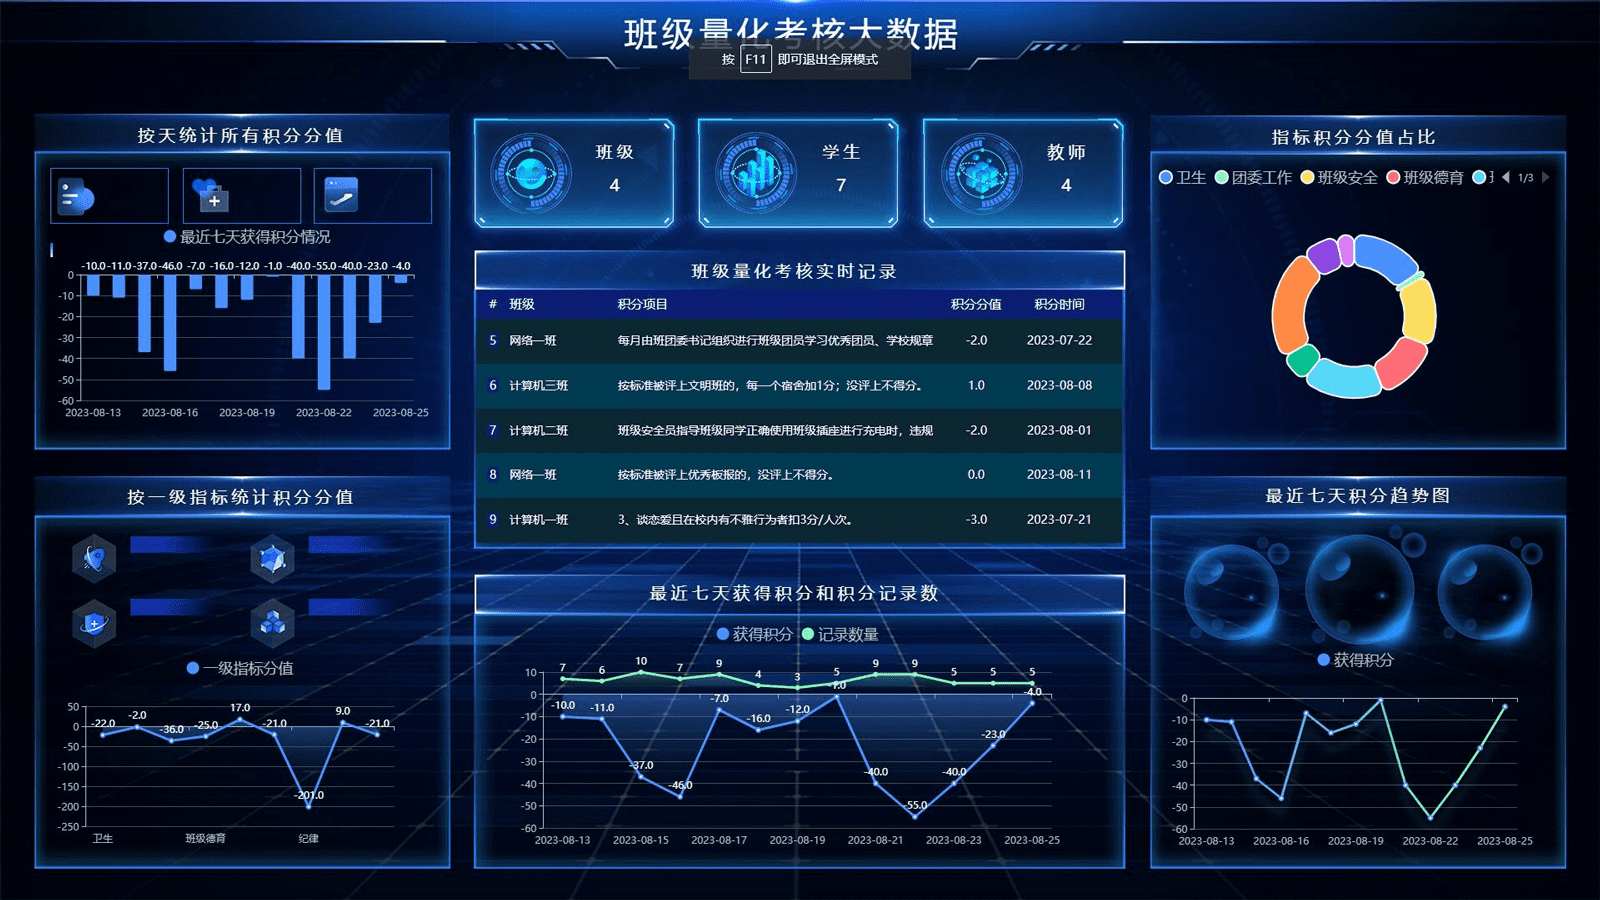 班级量化考核大数据
按 F11 即可退出全屏模式
按天统计所有积分分值
最近七天获得积分情况
-10.0 -11.0 -37.0 -46.0 -7.0 -16.0 -12.0 -1.0 -40.0 -55.0 -40.0 -23.0 -4.0
0
-10
-20
-30
-40
-50
-60
2023-08-13 2023-08-16 2023-08-19 2023-08-22 2023-08-25
按一级指标统计积分分值
一级指标分值
50
0
-50
-100
-150
-200
-250
-22.0 -2.0 -36.0 -25.0 17.0 -21.0 -201.0 9.0 -21.0
卫生 班级德育 纪律
班级
4
学生
7
教师
4
班级量化考核实时记录
# 班级 积分项目 积分分值 积分时间
5 网络一班 每月由班团委书记组织进行班级团员学习优秀团员、学校规章 -2.0 2023-07-22
6 计算机三班 按标准被评上文明班的，每一个宿舍加1分；没评上不得分。 1.0 2023-08-08
7 计算机二班 班级安全员指导班级同学正确使用班级插座进行充电时，违规 -2.0 2023-08-01
8 网络一班 按标准被评上优秀板报的，没评上不得分。 0.0 2023-08-11
9 计算机一班 3、谈恋爱且在校内有不雅行为者扣3分/人次。 -3.0 2023-07-21
最近七天获得积分和积分记录数
获得积分 记录数量
10
0
-10
-20
-30
-40
-50
-60
7 6 10 7 9 4 3 5 9 9 5 5 5
-10.0 -11.0 -37.0 -46.0 -7.0 -16.0 -12.0 -1.0 -40.0 -55.0 -40.0 -23.0 -4.0
2023-08-13 2023-08-15 2023-08-17 2023-08-19 2023-08-21 2023-08-23 2023-08-25
指标积分分值占比
卫生 团委工作 班级安全 班级德育 1/3
最近七天积分趋势图
获得积分
0
-10
-20
-30
-40
-50
-60
2023-08-13 2023-08-16 2023-08-19 2023-08-22 2023-08-25